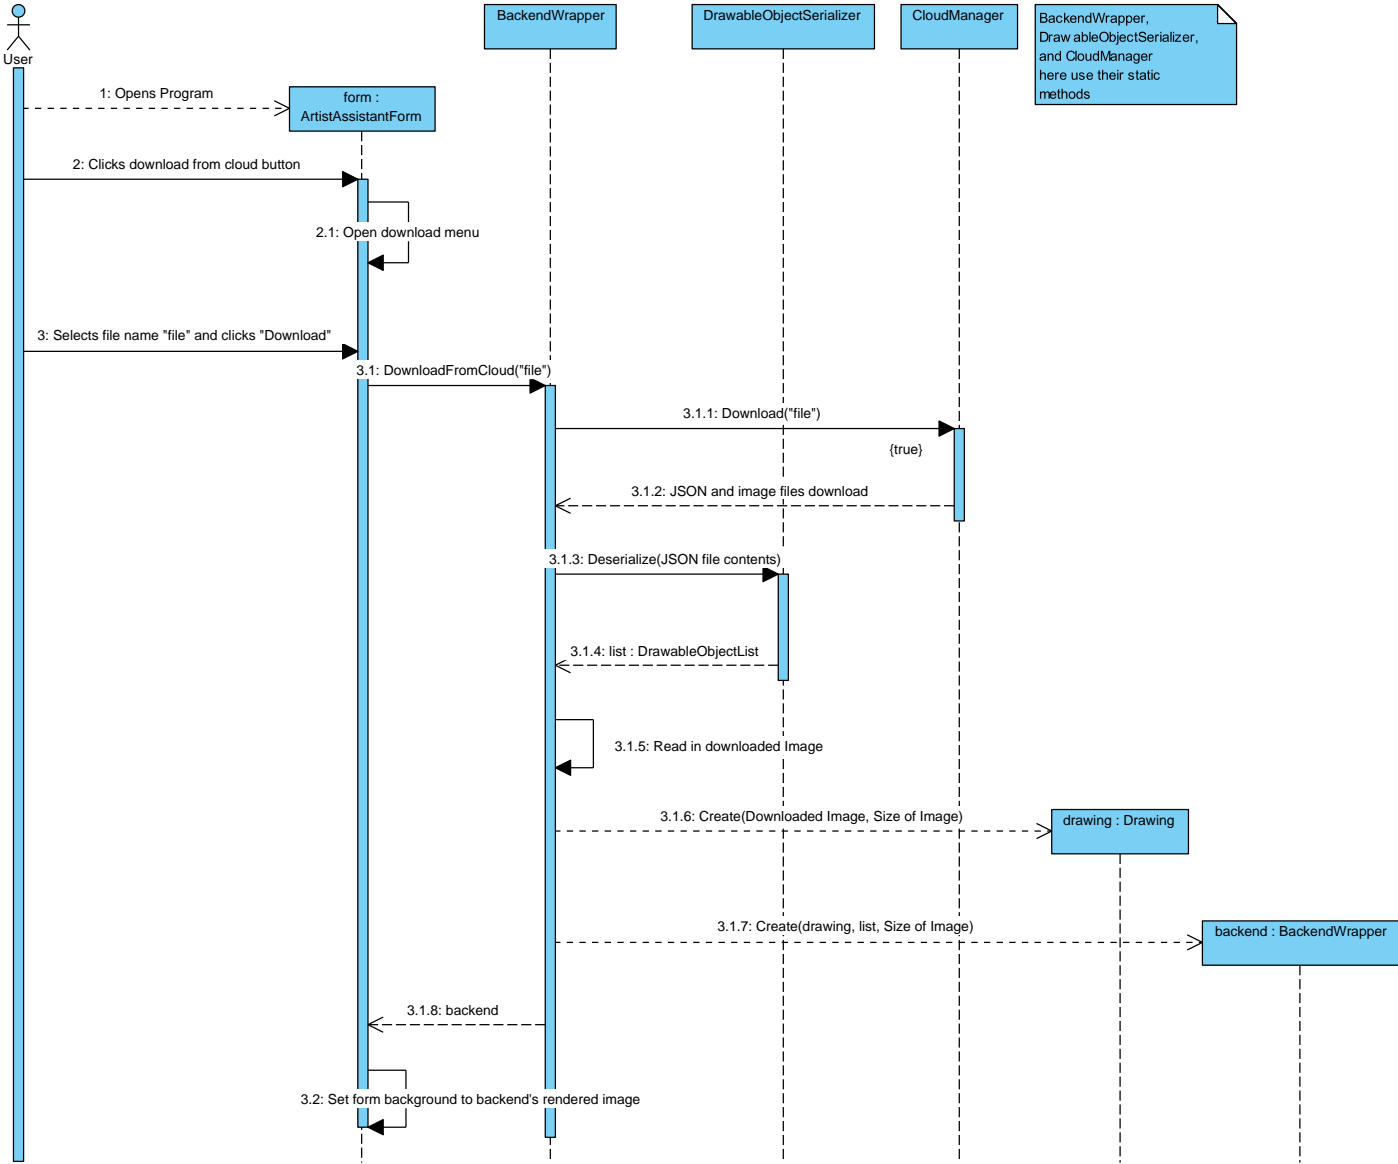 BackendWrapper
DrawableObjectSerializer
CloudManager
BackendWrapper,
DrawableObjectSerializer,
and CloudManager
here use their static
methods
User
1: Opens Program
form :
ArtistAssistantForm
2: Clicks download from cloud button
2.1: Open download menu
3: Selects file name "file" and clicks "Download"
3.1: DownloadFromCloud("file")
3.1.1: Download("file")
{true}
3.1.2: JSON and image files download
3.1.3: Deserialize(JSON file contents)
3.1.4: list : DrawableObjectList
3.1.5: Read in downloaded Image
3.1.6: Create(Downloaded Image, Size of Image)
drawing : Drawing
3.1.7: Create(drawing, list, Size of Image)
backend : BackendWrapper
3.1.8: backend
3.2: Set form background to backend's rendered image